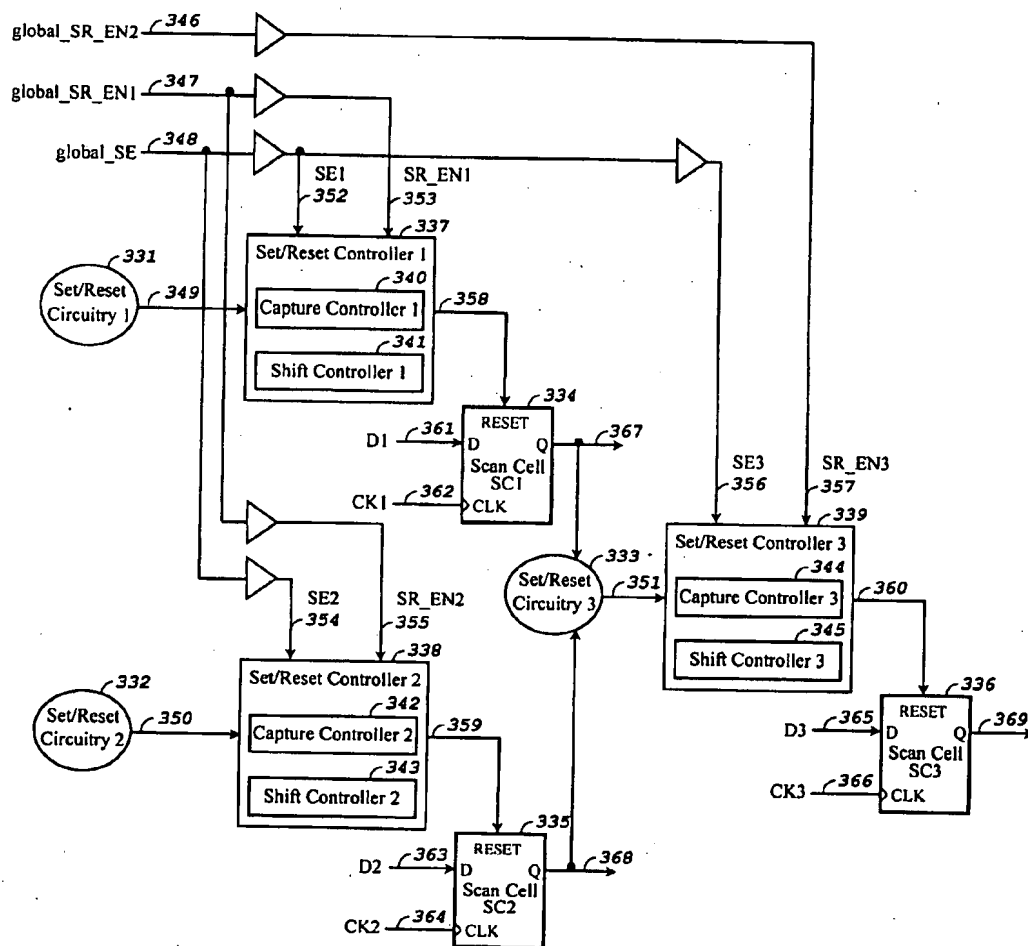 global_SR_EN2 346
global_SR_EN1 347
global_SE 348
SE1
352
SR_EN1
353
337
331
Set/Reset
Circuitry 1
349
Set/Reset Controller 1
340
Capture Controller 1
341
Shift Controller 1
358
334
RESET
D1 361
D Q
367
Scan Cell
SC1
CK1 362
CLK
SE3
356
SR_EN3
357
339
333
Set/Reset
Circuitry 3
351
Set/Reset Controller 3
344
Capture Controller 3
345
Shift Controller 3
360
SE2
354
SR_EN2
355
338
332
Set/Reset
Circuitry 2
350
Set/Reset Controller 2
342
Capture Controller 2
343
Shift Controller 2
359
336
RESET
D3 365
D Q
369
Scan Cell
SC3
CK3 366
CLK
335
RESET
D2 363
D Q
368
Scan Cell
SC2
CK2 364
CLK